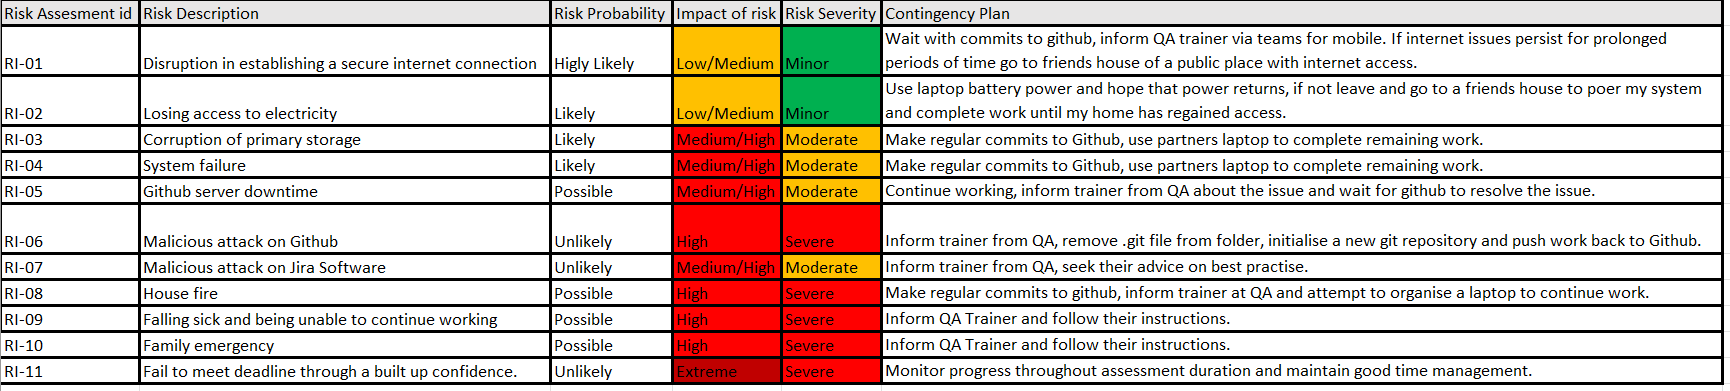 Risk Assesment id Risk Description Risk Probability Impact of risk Risk Severity Contingency Plan
Wait with commits to github, inform QA trainer via teams for mobile. If internet issues persist for prolonged
RI-01 Disruption in establishing a secure internet connection Higly Likely Low/Medium Minor periods of time go to friends house of a public place with internet access.
Use laptop battery power and hope that power returns, if not leave and go to a friends house to poer my system
RI-02 Losing access to electricity Likely Low/Medium Minor and complete work until my home has regained access.
RI-03 Corruption of primary storage Likely Medium/High Moderate Make regular commits to Github, use partners laptop to complete remaining work.
RI-04 System failure Likely Medium/High Moderate Make regular commits to Github, use partners laptop to complete remaining work.
RI-05 Github server downtime Possible Medium/High Moderate Continue working, inform trainer from QA about the issue and wait for github to resolve the issue.
RI-06 Malicious attack on Github Unlikely High Severe Inform trainer from QA, remove .git file from folder, initialise a new git repository and push work back to Github.
RI-07 Malicious attack on Jira Software Unlikely Medium/High Moderate Inform trainer from QA, seek their advice on best practise.
RI-08 House fire Possible High Severe Make regular commits to github, inform trainer at QA and attempt to organise a laptop to continue work.
RI-09 Falling sick and being unable to continue working Possible High Severe Inform QA Trainer and follow their instructions.
RI-10 Family emergency Possible High Severe Inform QA Trainer and follow their instructions.
RI-11 Fail to meet deadline through a built up confidence. Unlikely Extreme Severe Monitor progress throughout assessment duration and maintain good time management.